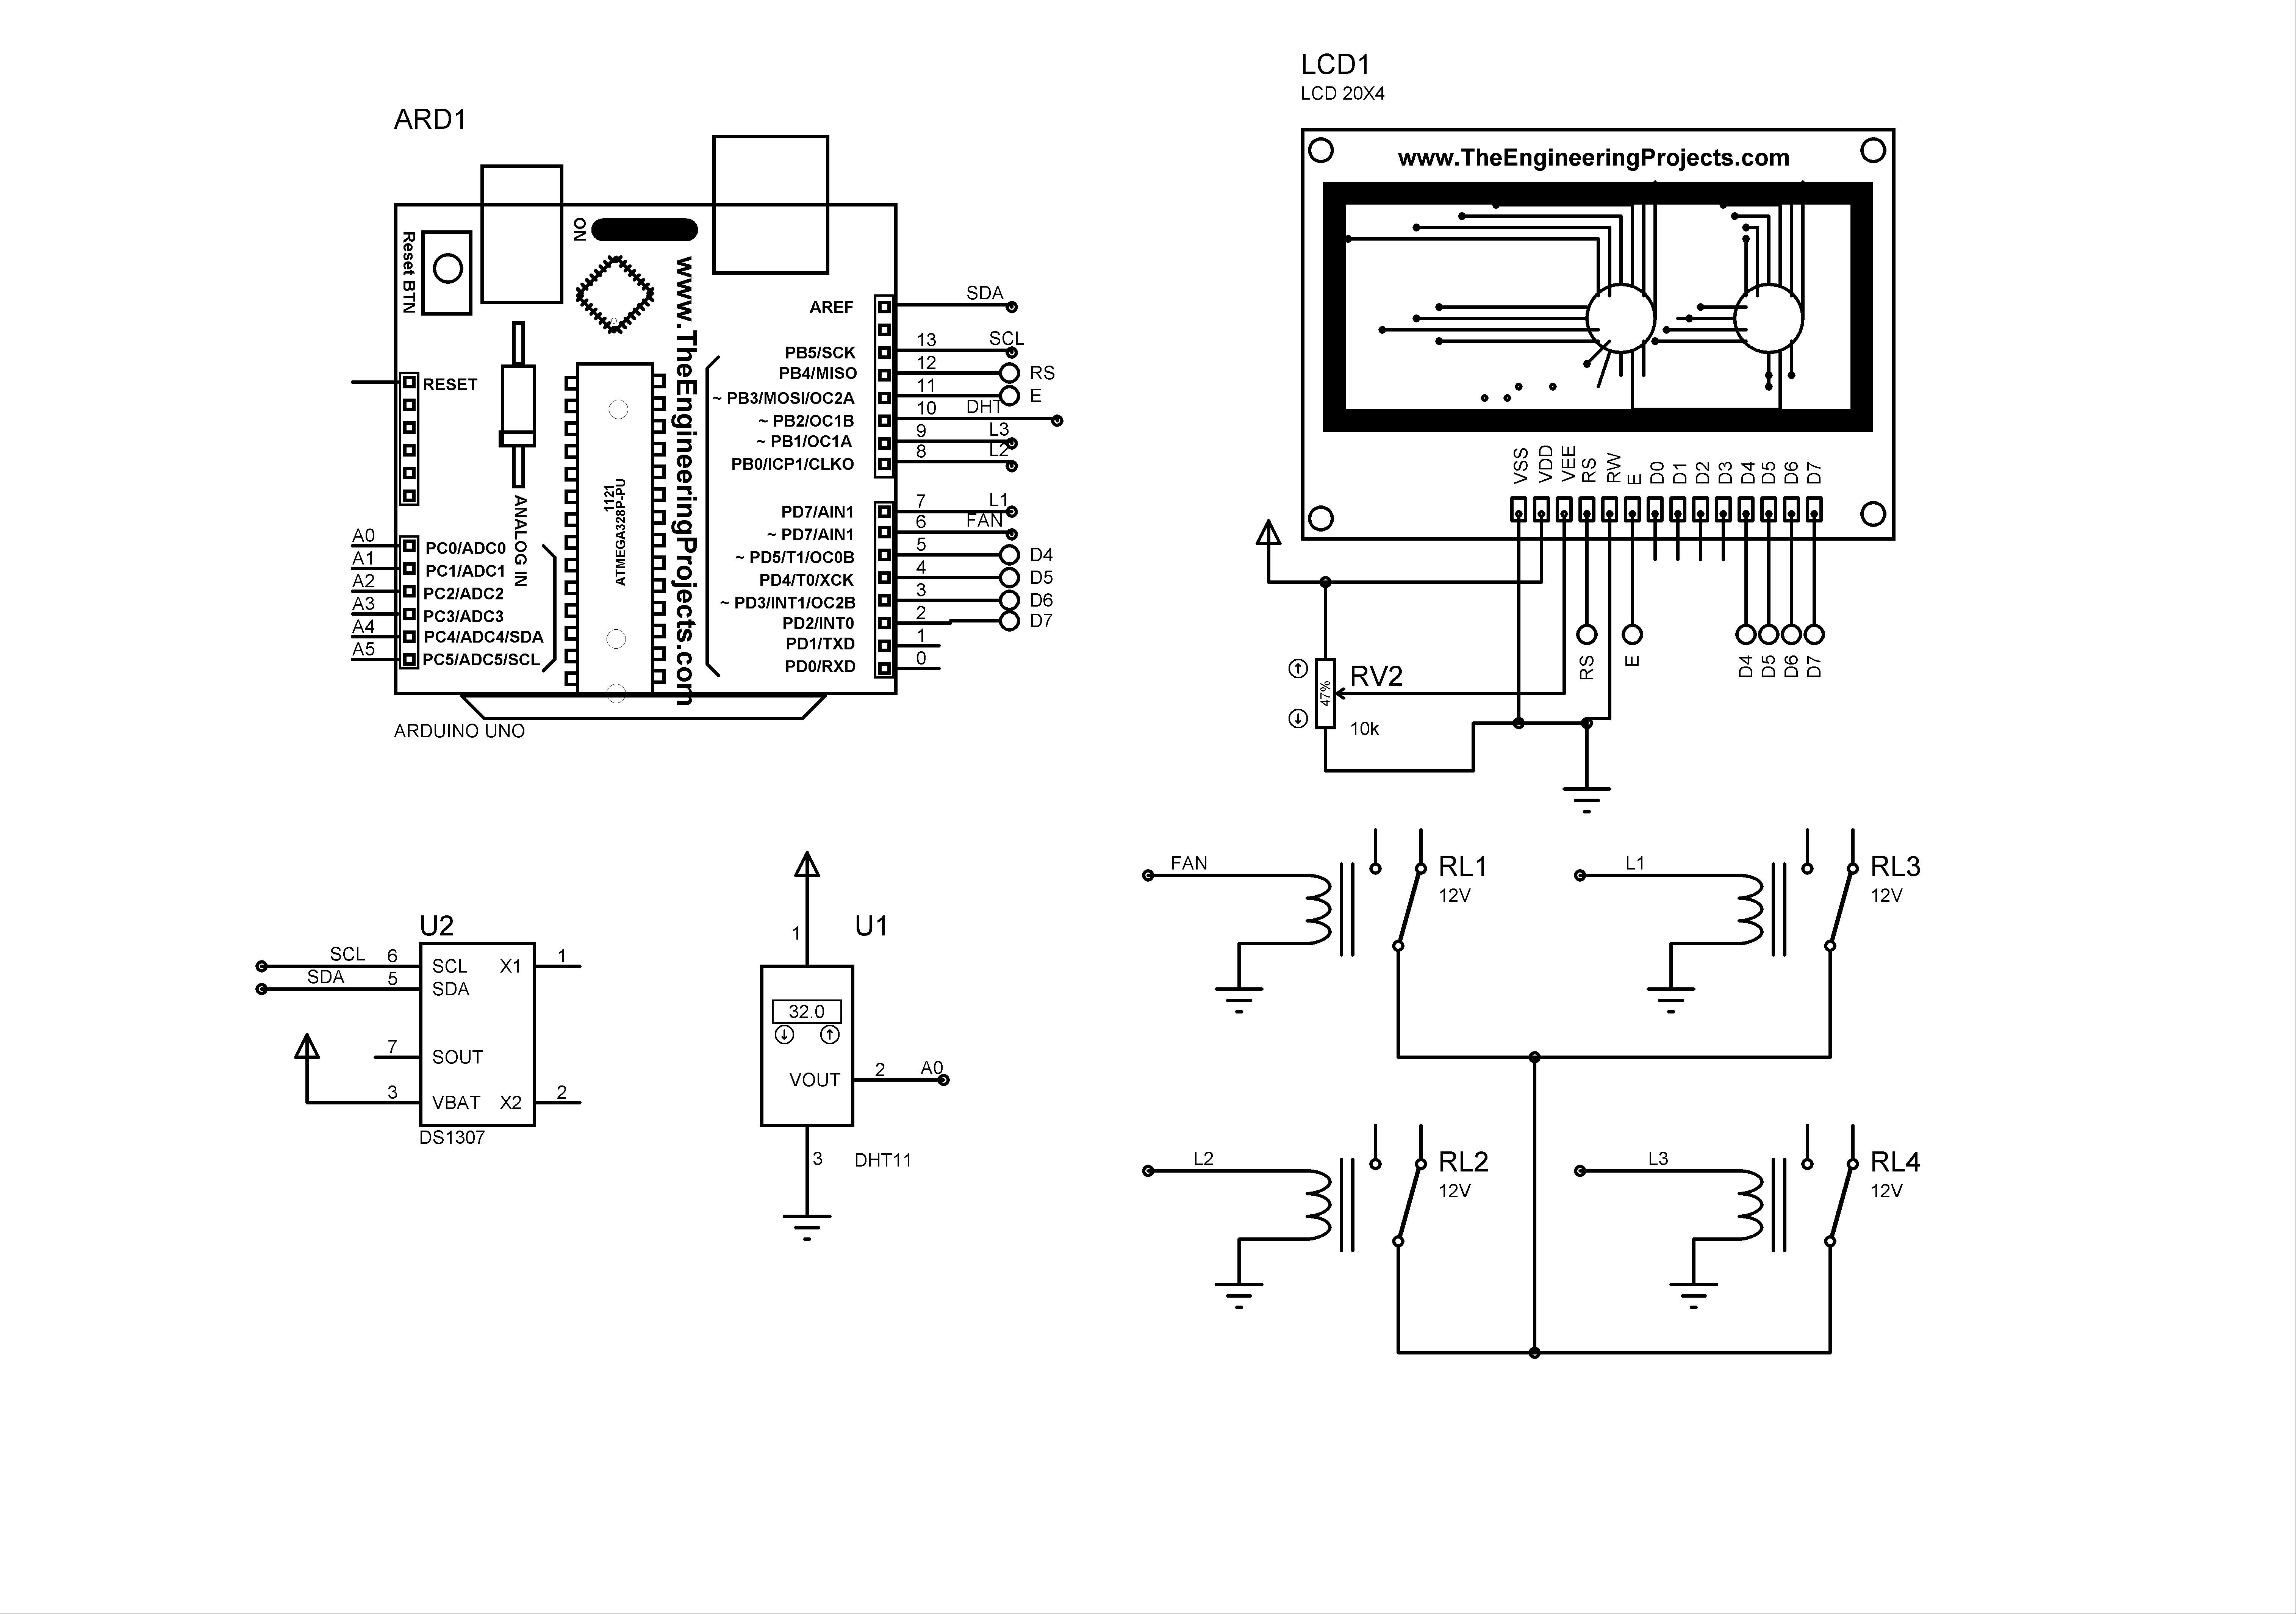 LCD1
LCD 20X4
ARD1
www.TheEngineeringProjects.com
ON
Reset BTN
www.TheEngineeringProjects.com
AREF
SDA
13
SCL
PB5/SCK
12
RESET
PB4/MISO
RS
11
~ PB3/MOSI/OC2A
E
10
DHT
~ PB2/OC1B
9
L3
~ PB1/OC1A
8
L2
PB0/ICP1/CLKO
VSS
VDD
VEE
RS
RW
E
D0
D1
D2
D3
D4
D5
D6
D7
1121
ATMEGA328P-PU
ANALOG IN
7
L1
PD7/AIN1
6
FAN
~ PD7/AIN1
5
~ PD5/T1/OC0B
D4
4
PD4/T0/XCK
D5
3
~ PD3/INT1/OC2B
D6
2
PD2/INT0
D7
1
PD1/TXD
0
PD0/RXD
A0
PC0/ADC0
A1
PC1/ADC1
A2
PC2/ADC2
A3
PC3/ADC3
A4
PC4/ADC4/SDA
A5
PC5/ADC5/SCL
ARDUINO UNO
RS
E
D4
D5
D6
D7
RV2
47%
10k
FAN
RL1
12V
L1
RL3
12V
U2
SCL
6
SCL
X1
1
SDA
5
SDA
7
SOUT
3
VBAT
X2
2
DS1307
1
U1
32.0
VOUT
2
A0
3
DHT11
L2
RL2
12V
L3
RL4
12V